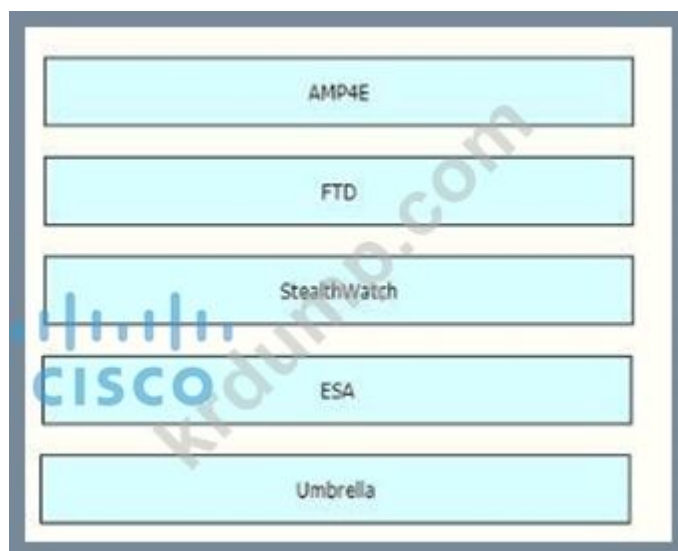 AMP4E
FTD
StealthWatch
CISCO
ESA
Umbrella
krdump.com